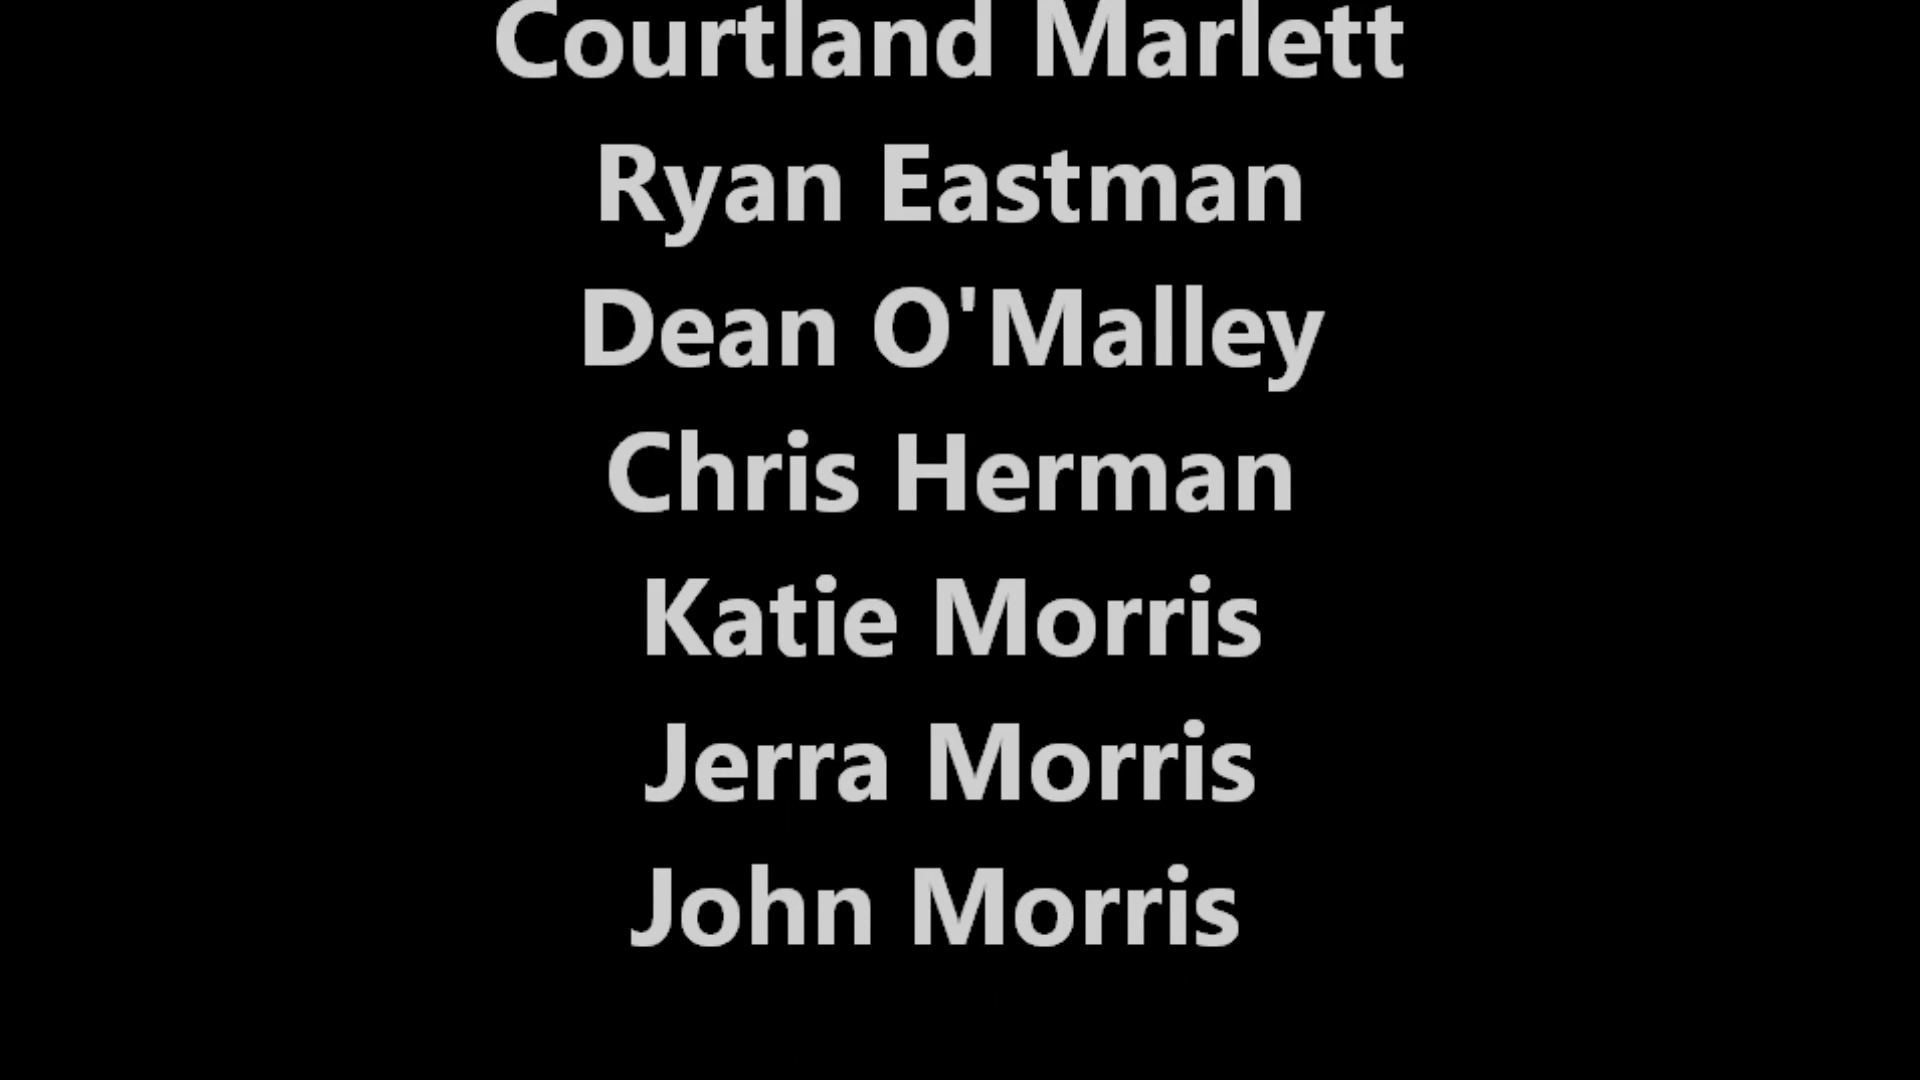 Courtland Marlett
Ryan Eastman
Dean O'Malley
Chris Herman
Katie Morris
Jerra Morris
John Morris